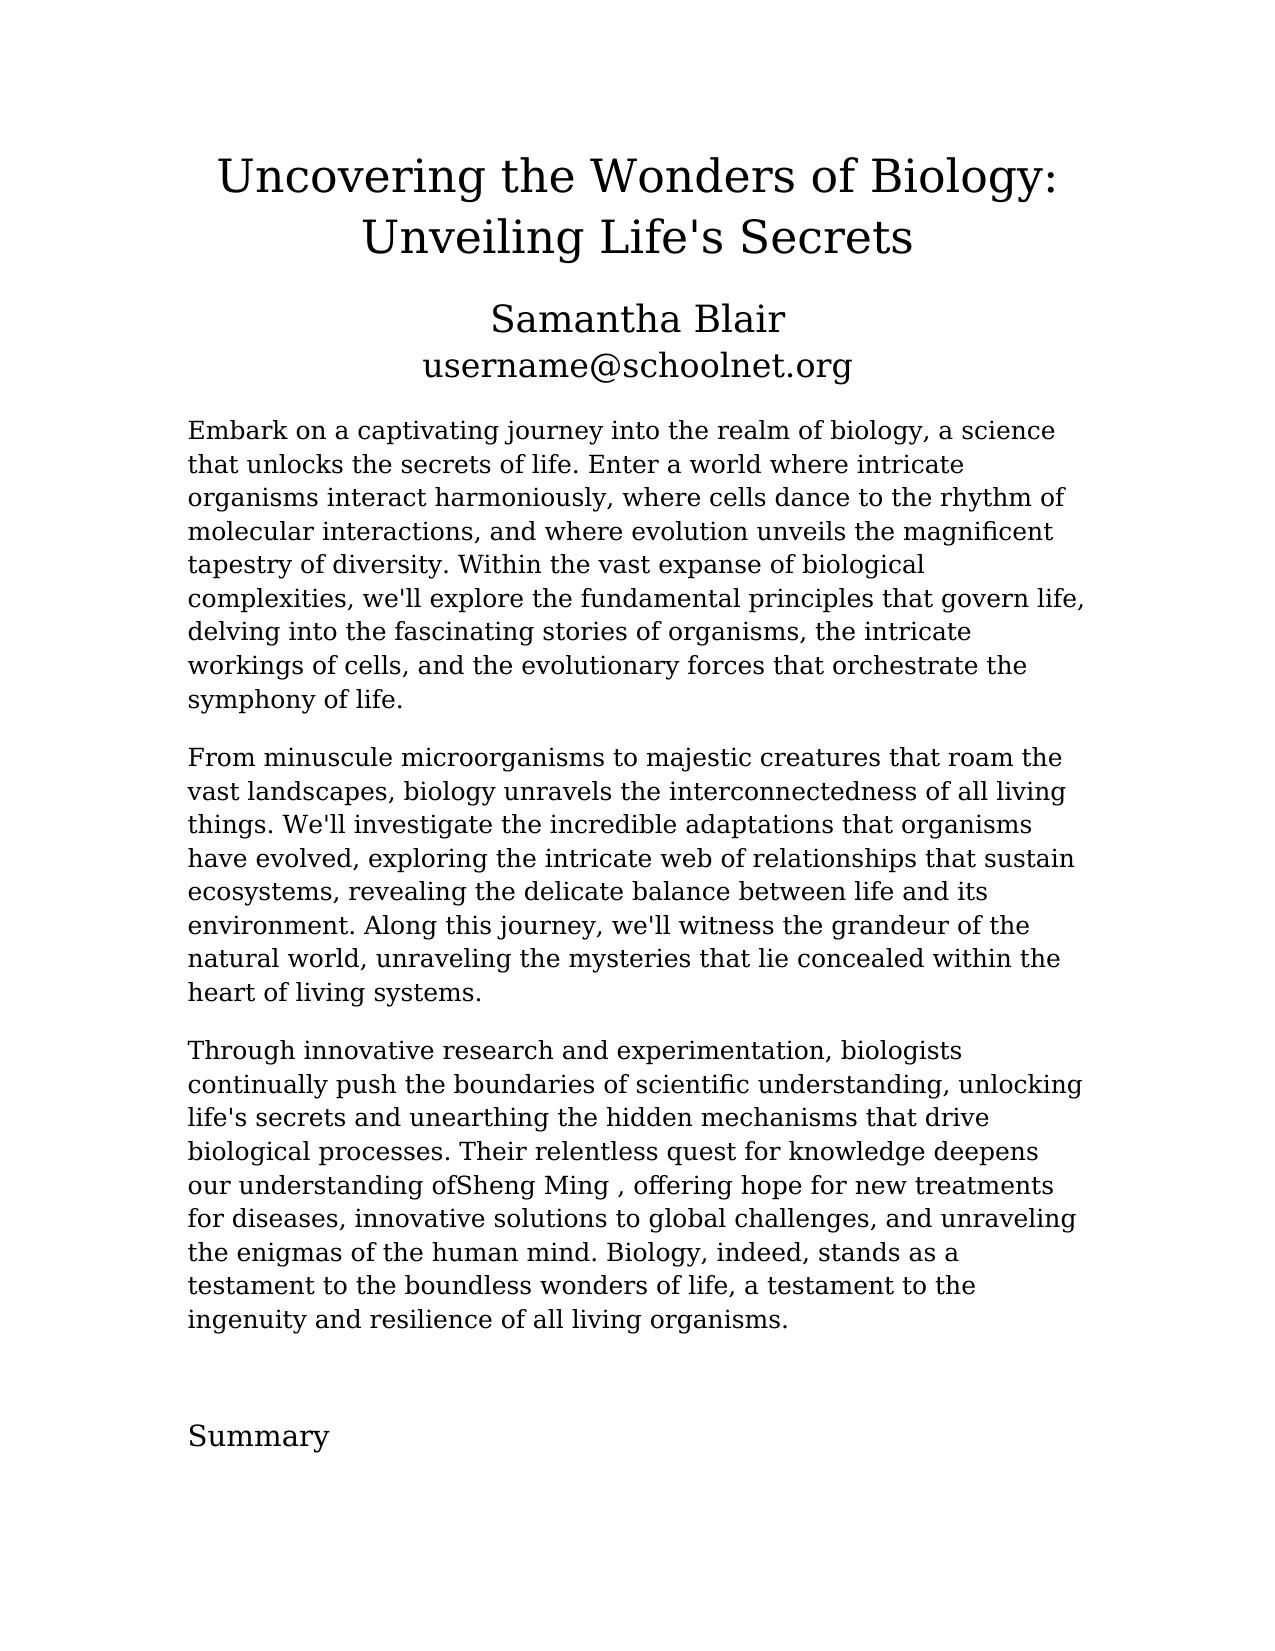 Uncovering the Wonders of Biology:
Unveiling Life's Secrets
Samantha Blair
username@schoolnet.org
Embark on a captivating journey into the realm of biology, a science
that unlocks the secrets of life. Enter a world where intricate
organisms interact harmoniously, where cells dance to the rhythm of
molecular interactions, and where evolution unveils the magnificent
tapestry of diversity. Within the vast expanse of biological
complexities, we'll explore the fundamental principles that govern life,
delving into the fascinating stories of organisms, the intricate
workings of cells, and the evolutionary forces that orchestrate the
symphony of life.
From minuscule microorganisms to majestic creatures that roam the
vast landscapes, biology unravels the interconnectedness of all living
things. We'll investigate the incredible adaptations that organisms
have evolved, exploring the intricate web of relationships that sustain
ecosystems, revealing the delicate balance between life and its
environment. Along this journey, we'll witness the grandeur of the
natural world, unraveling the mysteries that lie concealed within the
heart of living systems.
Through innovative research and experimentation, biologists
continually push the boundaries of scientific understanding, unlocking
life's secrets and unearthing the hidden mechanisms that drive
biological processes. Their relentless quest for knowledge deepens
our understanding ofSheng Ming , offering hope for new treatments
for diseases, innovative solutions to global challenges, and unraveling
the enigmas of the human mind. Biology, indeed, stands as a
testament to the boundless wonders of life, a testament to the
ingenuity and resilience of all living organisms.
Summary